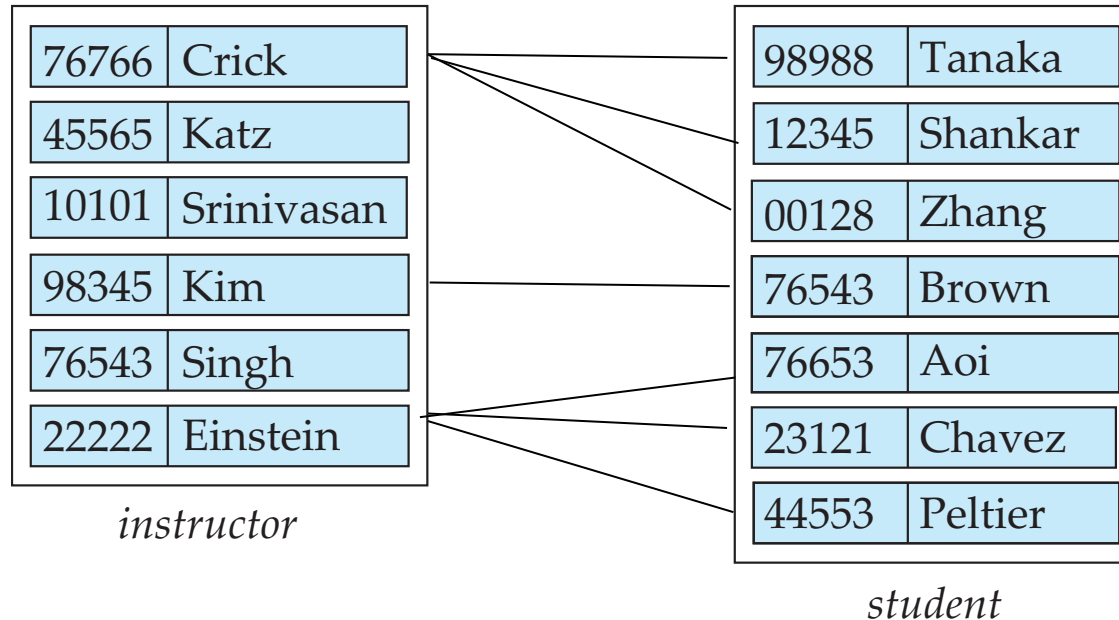 76766 Crick
45565 Katz
10101 Srinivasan
98345 Kim
76543 Singh
22222 Einstein
instructor
98988 Tanaka
12345 Shankar
00128 Zhang
76543 Brown
76653 Aoi
23121 Chavez
44553 Peltier
student